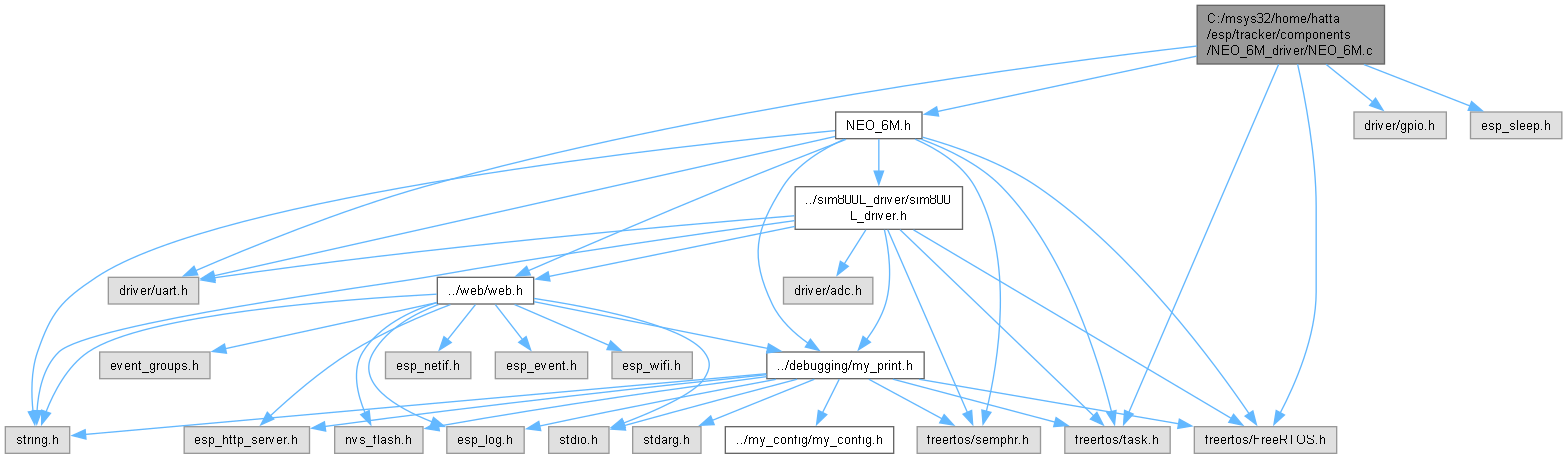 C:/msys32/home/hatta
/esp/tracker/components
/NEO_6M_driver/NEO_6M.c
NEO_6M.h
driver/gpio.h
esp_sleep.h
../sim800L_driver/sim800
L_driver.h
driver/uart.h
../web/web.h
driver/adc.h
event_groups.h
esp_netif.h
esp_event.h
esp_wifi.h
../debugging/my_print.h
string.h
esp_http_server.h
nvs_flash.h
esp_log.h
stdio.h
stdarg.h
../my_config/my_config.h
freertos/semphr.h
freertos/task.h
freertos/FreeRTOS.h